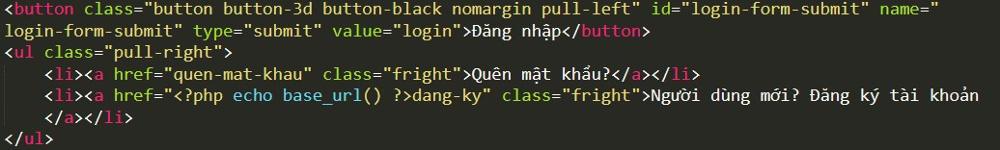 <button class="button button-3d button-black nomargin pull-left" id="login-form-submit" name="
login-form-submit" type="submit" value="login">Đăng nhập</button>
<ul class="pull-right">
<li><a href="quen-mat-khau" class="fright">Quên mật khẩu?</a></li>
<li><a href="<?php echo base_url() ?>dang-ky" class="fright">Người dùng mới? Đăng ký tài khoản
</a></li>
</ul>